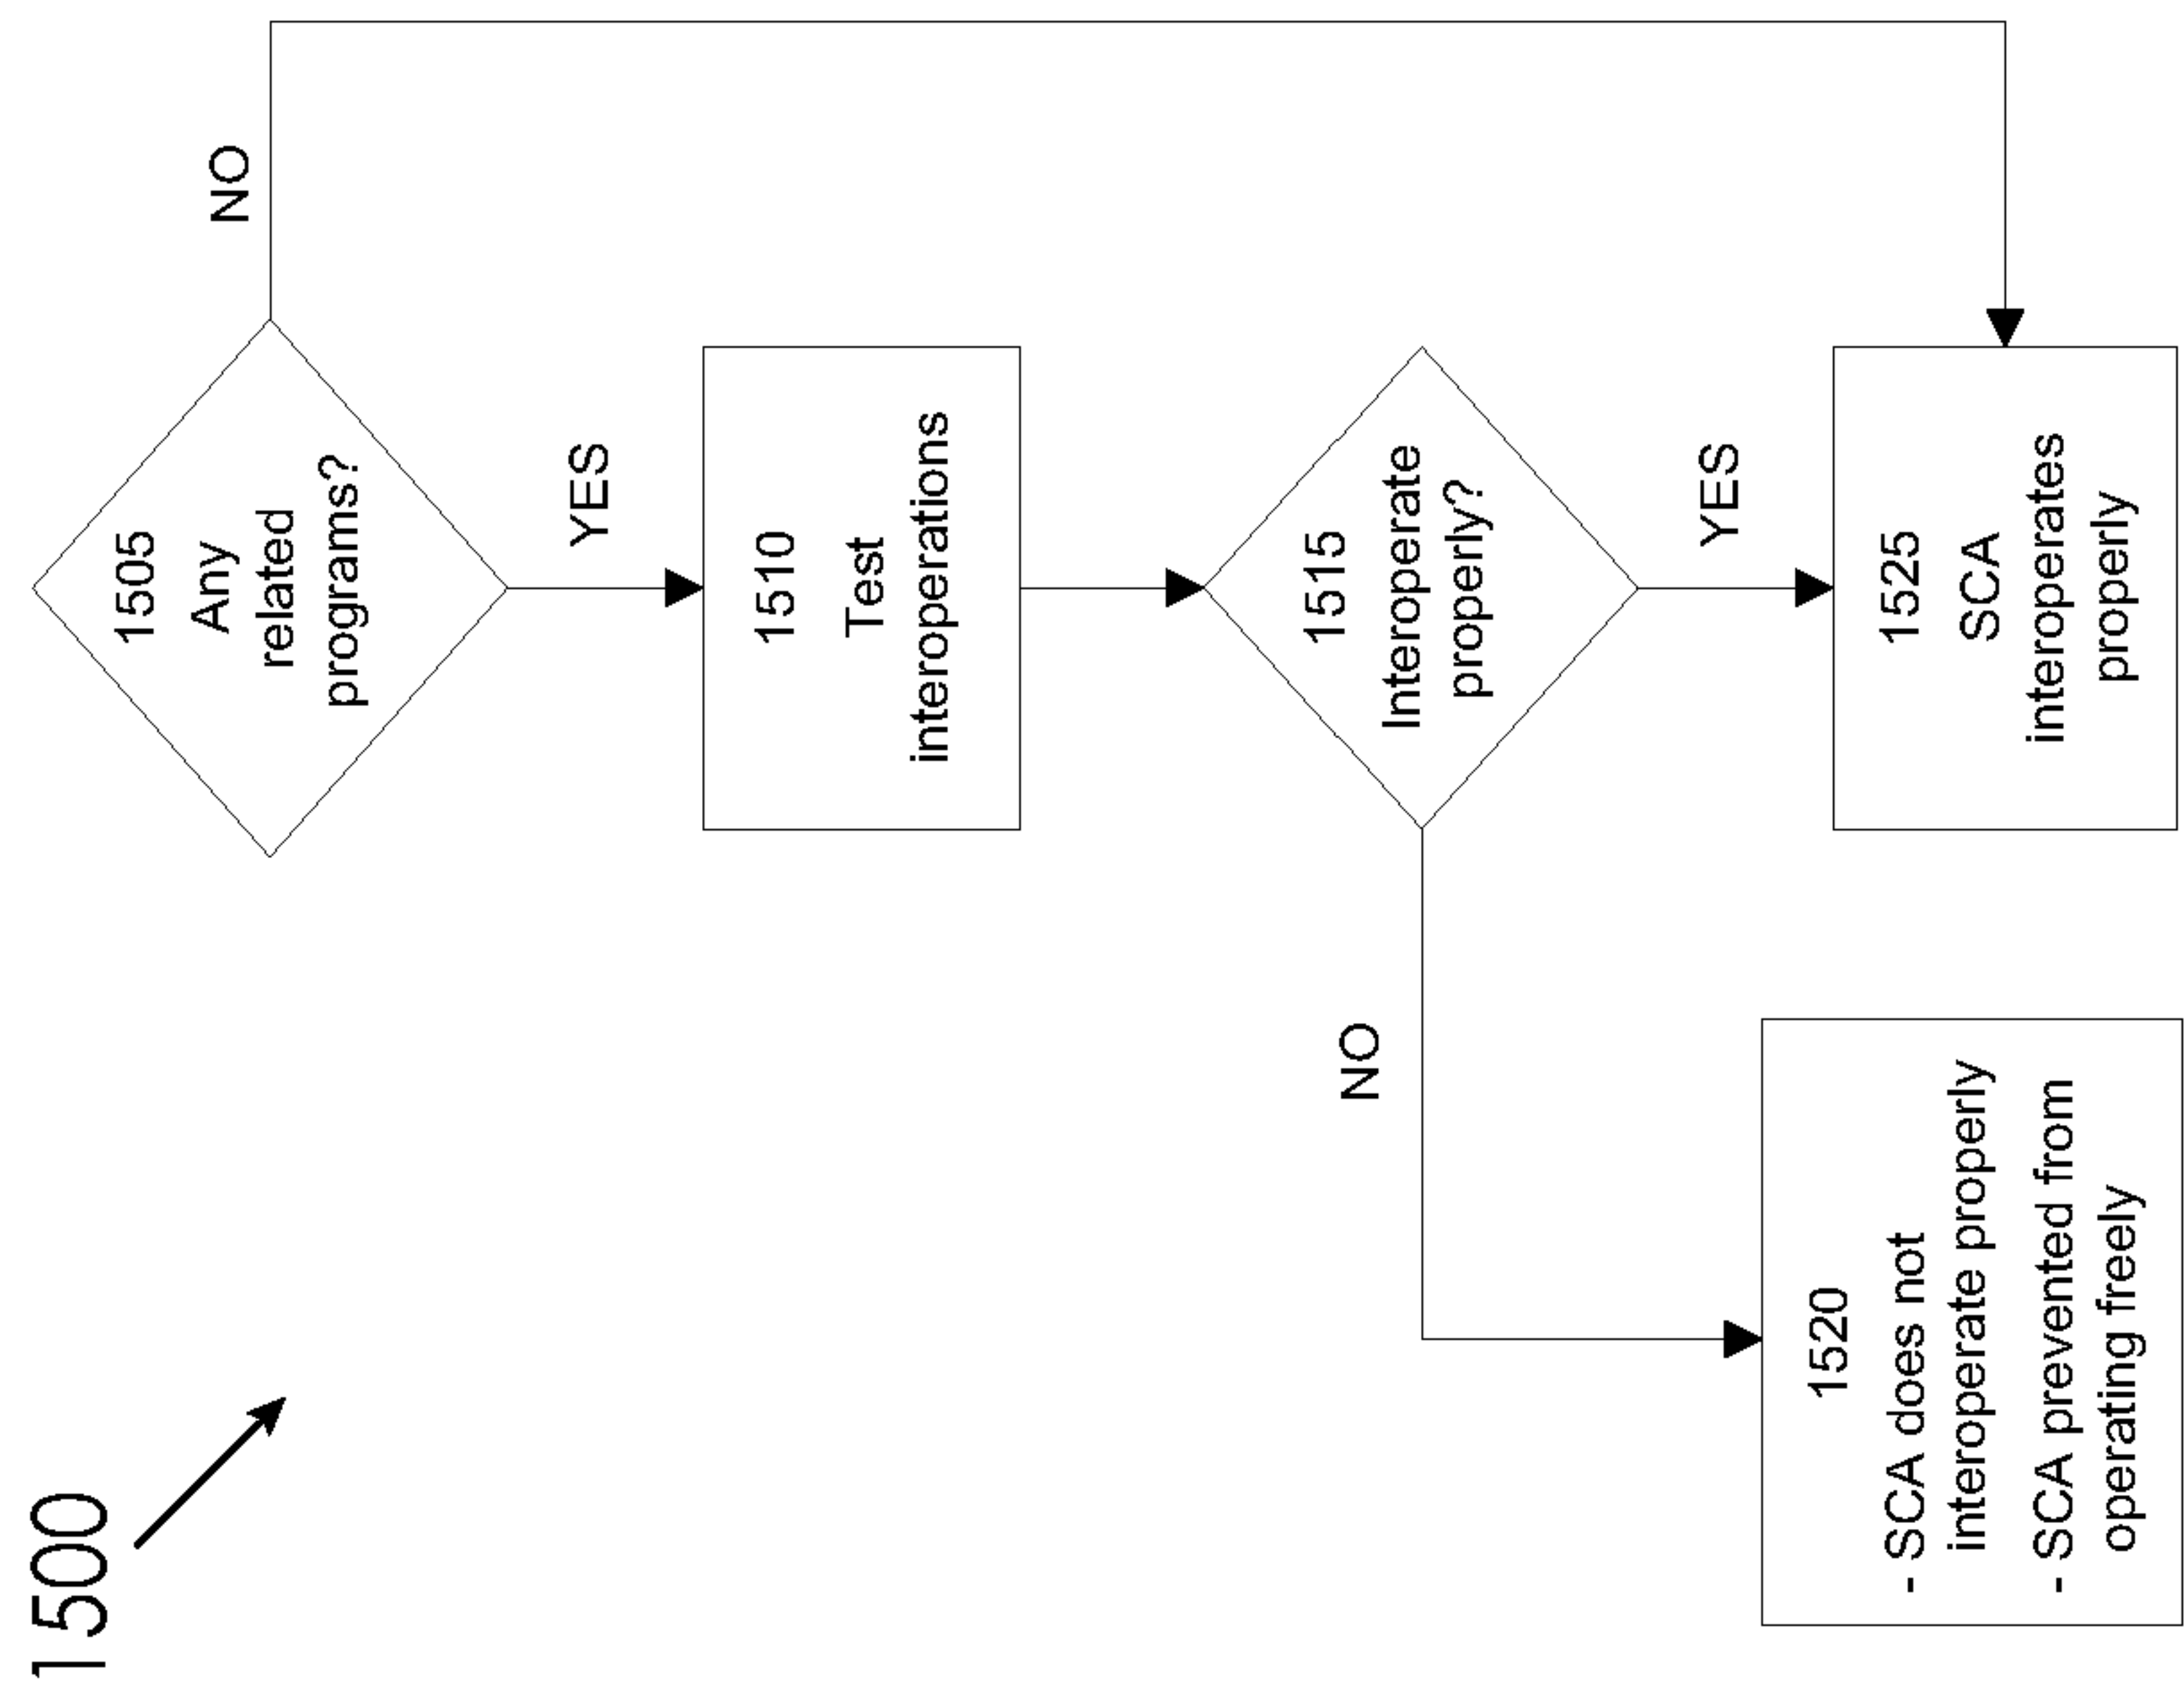 1500
1505
Any
related
programs?
NO
YES
1510
Test
interoperations
1515
Interoperate
properly?
NO
YES
1520
- SCA does not
interoperate properly
- SCA prevented from
operating freely
1525
SCA
interoperates
properly